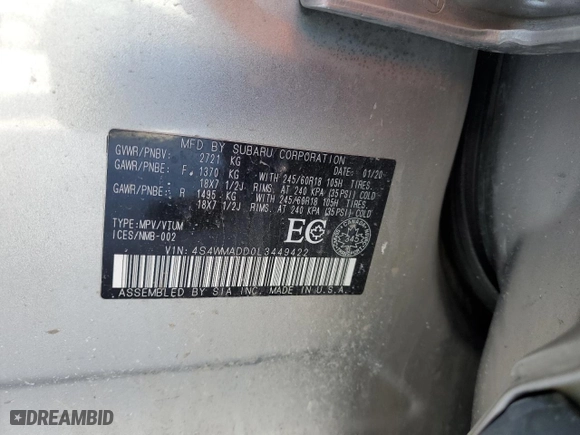 MFD BY SUBARU CORPORATION
GVWR/PNBV: 2721 KG DATE: 01/20
GAWR/PNBE: F 1370 KG WITH 245/60R18 105H TIRES.
18X7 1/2J RIMS. AT 240 KPA (35PSI) COLD
GAWR/PNBE: R 1495 KG WITH 245/60R18 105H TIRES.
18X7 1/2J RIMS. AT 240 KPA (35PSI) COLD
TYPE:MPV/VTUM
ICES/NMB-002
EC
CANADA
345
VIN: 4S4WMADD0L3449422
ASSEMBLED BY SIA INC. MADE IN U.S.A.
DREAMBID